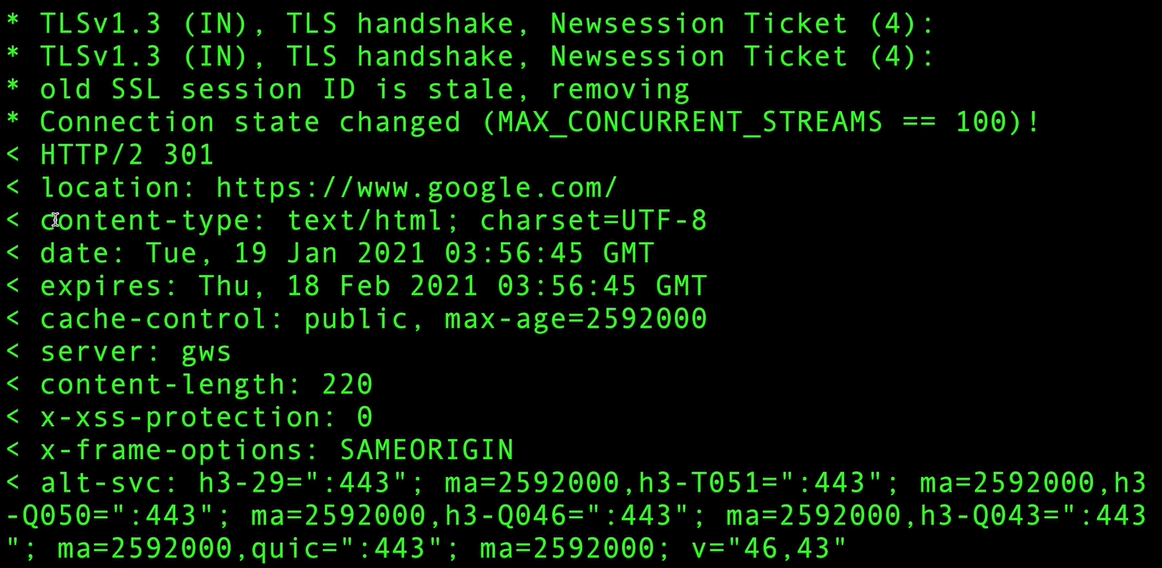 * TLSv1.3 (IN), TLS handshake, Newsession Ticket (4):
* TLSv1.3 (IN), TLS handshake, Newsession Ticket (4):
* old SSL session ID is stale, removing
* Connection state changed (MAX_CONCURRENT_STREAMS == 100)!
< HTTP/2 301
< location: https://www.google.com/
< content-type: text/html; charset=UTF-8
< date: Tue, 19 Jan 2021 03:56:45 GMT
< expires: Thu, 18 Feb 2021 03:56:45 GMT
< cache-control: public, max-age=2592000
< server: gws
< content-length: 220
< x-xss-protection: 0
< x-frame-options: SAMEORIGIN
< alt-svc: h3-29=":443"; ma=2592000,h3-T051=":443"; ma=2592000,h3
-Q050=":443"; ma=2592000,h3-Q046=":443"; ma=2592000,h3-Q043=":443
"; ma=2592000,quic=":443"; ma=2592000; v="46,43"